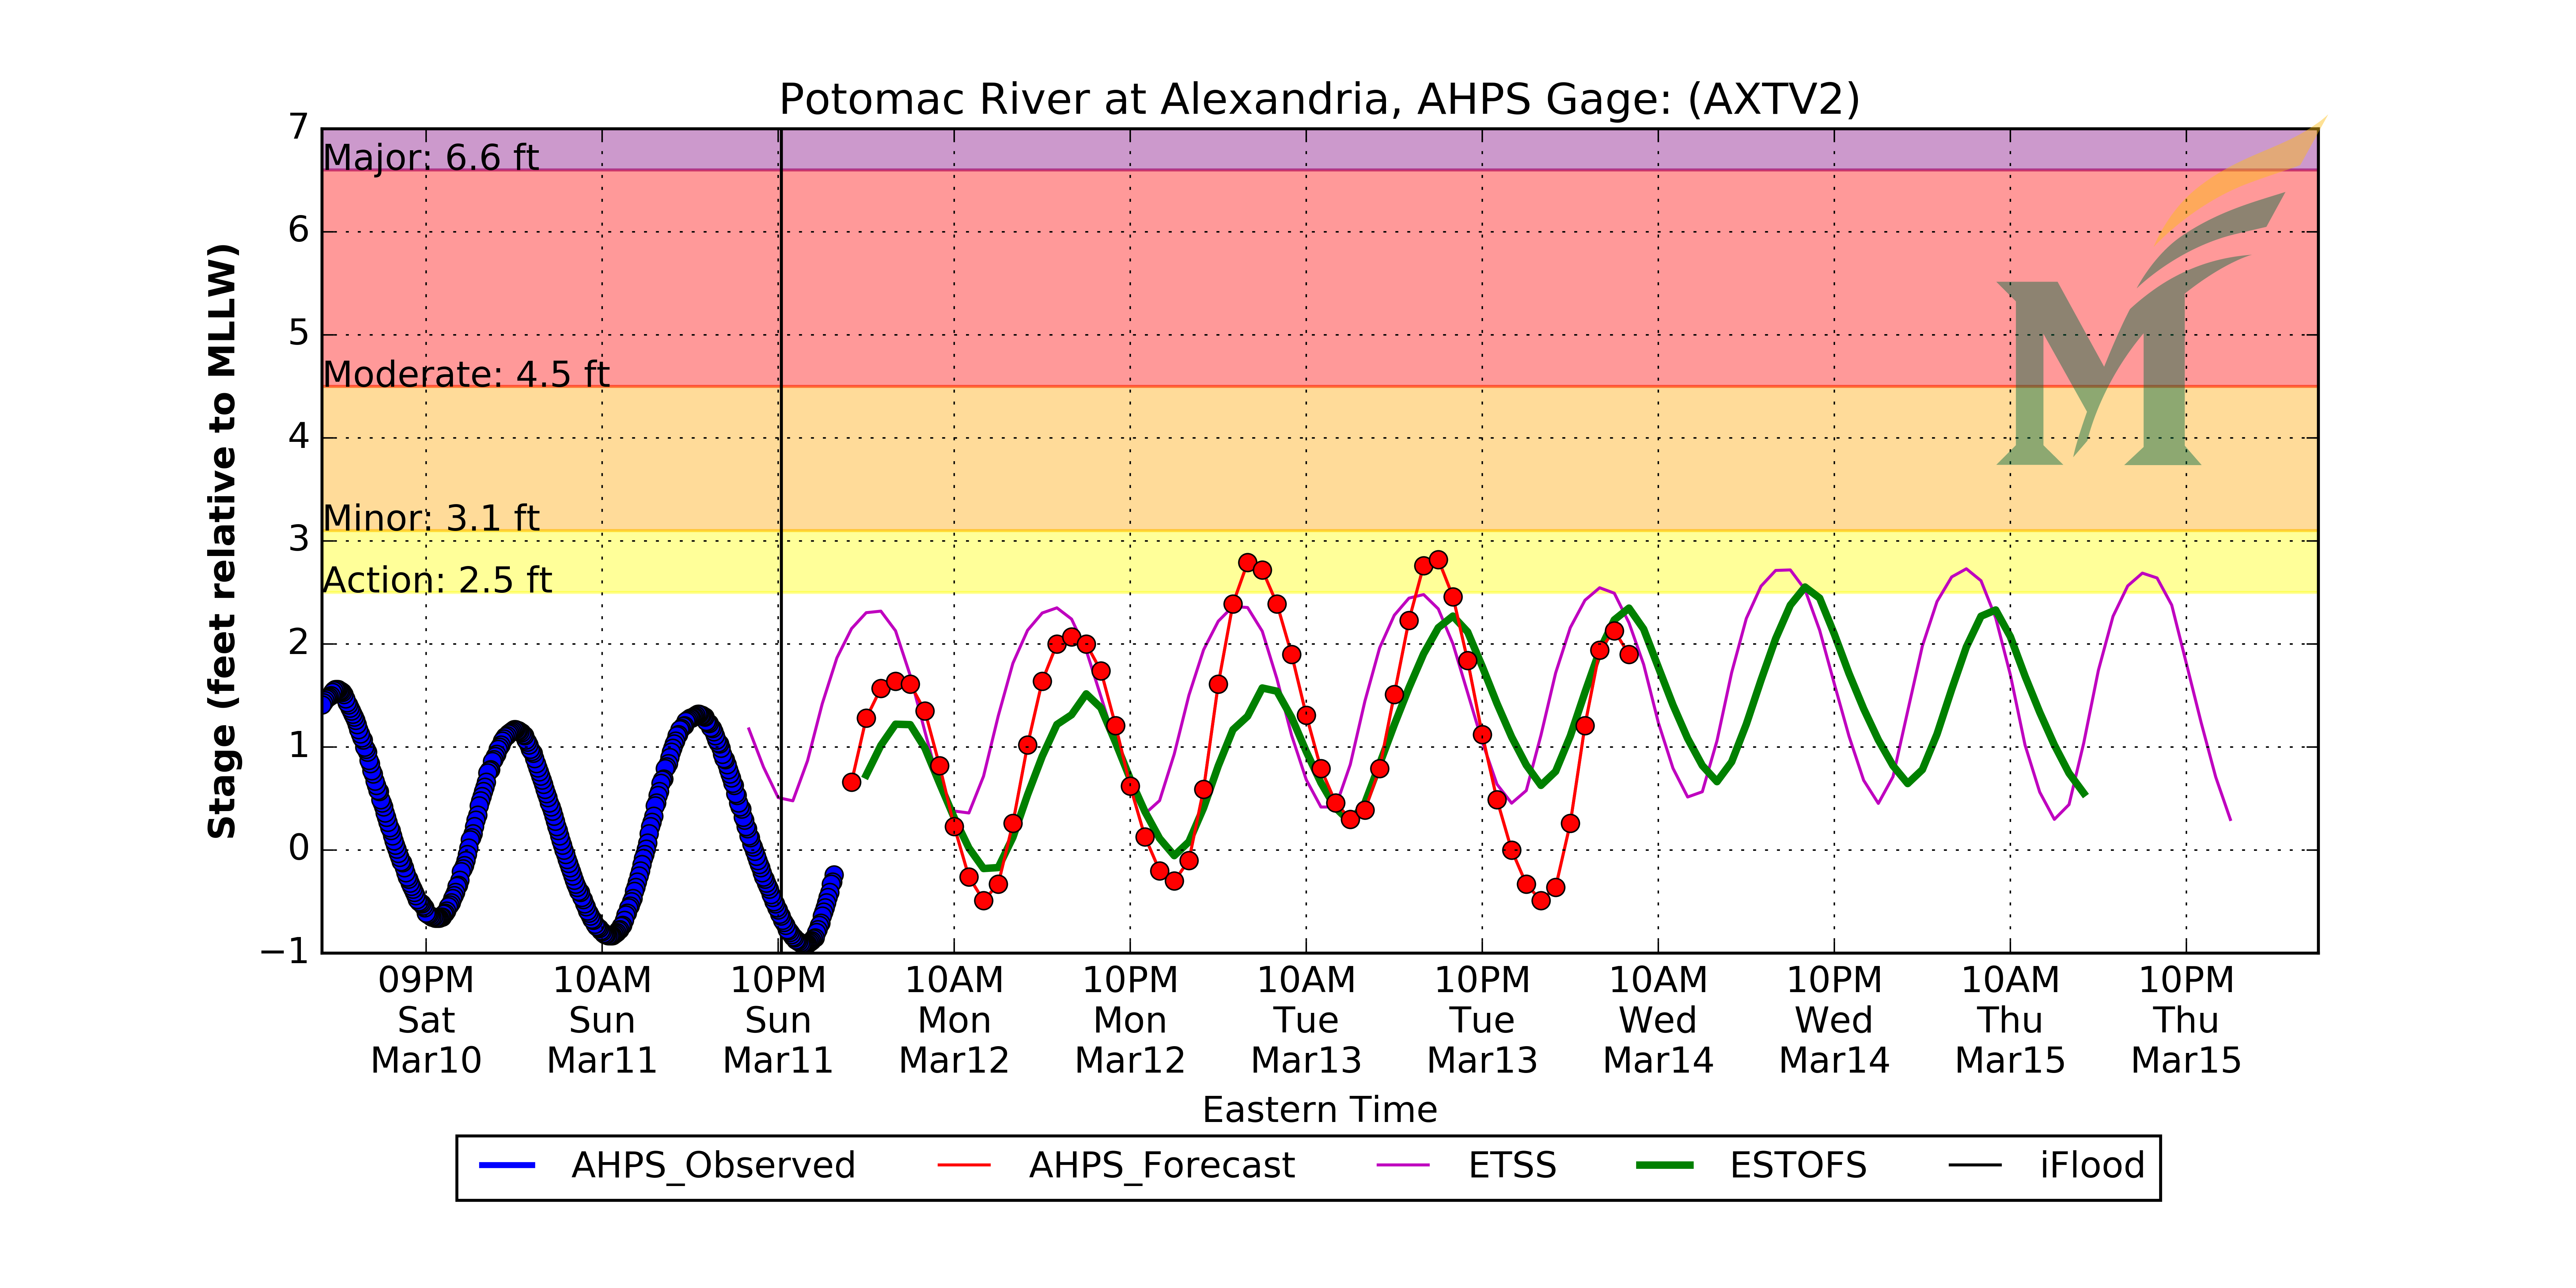 Potomac River at Alexandria, AHPS Gage: (AXTV2)
Stage (feet relative to MLLW)
7
6
5
4
3
2
1
0
−1
Major: 6.6 ft
Moderate: 4.5 ft
Minor: 3.1 ft
Action: 2.5 ft
M
09PM
Sat
Mar10
10AM
Sun
Mar11
10PM
Sun
Mar11
10AM
Mon
Mar12
10PM
Mon
Mar12
10AM
Tue
Mar13
10PM
Tue
Mar13
10AM
Wed
Mar14
10PM
Wed
Mar14
10AM
Thu
Mar15
10PM
Thu
Mar15
Eastern Time
AHPS_Observed
AHPS_Forecast
ETSS
ESTOFS
iFlood